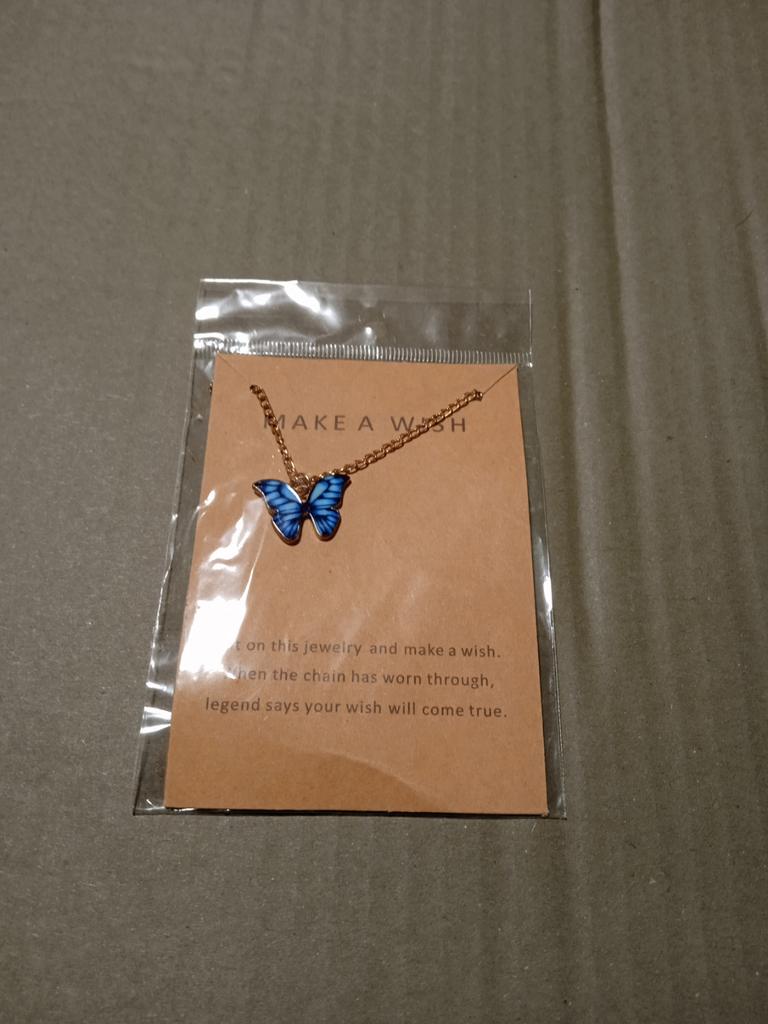 MAKE A WISH
on this jewelry and make a wish.
When the chain has worn through,
legend says your wish will come true.